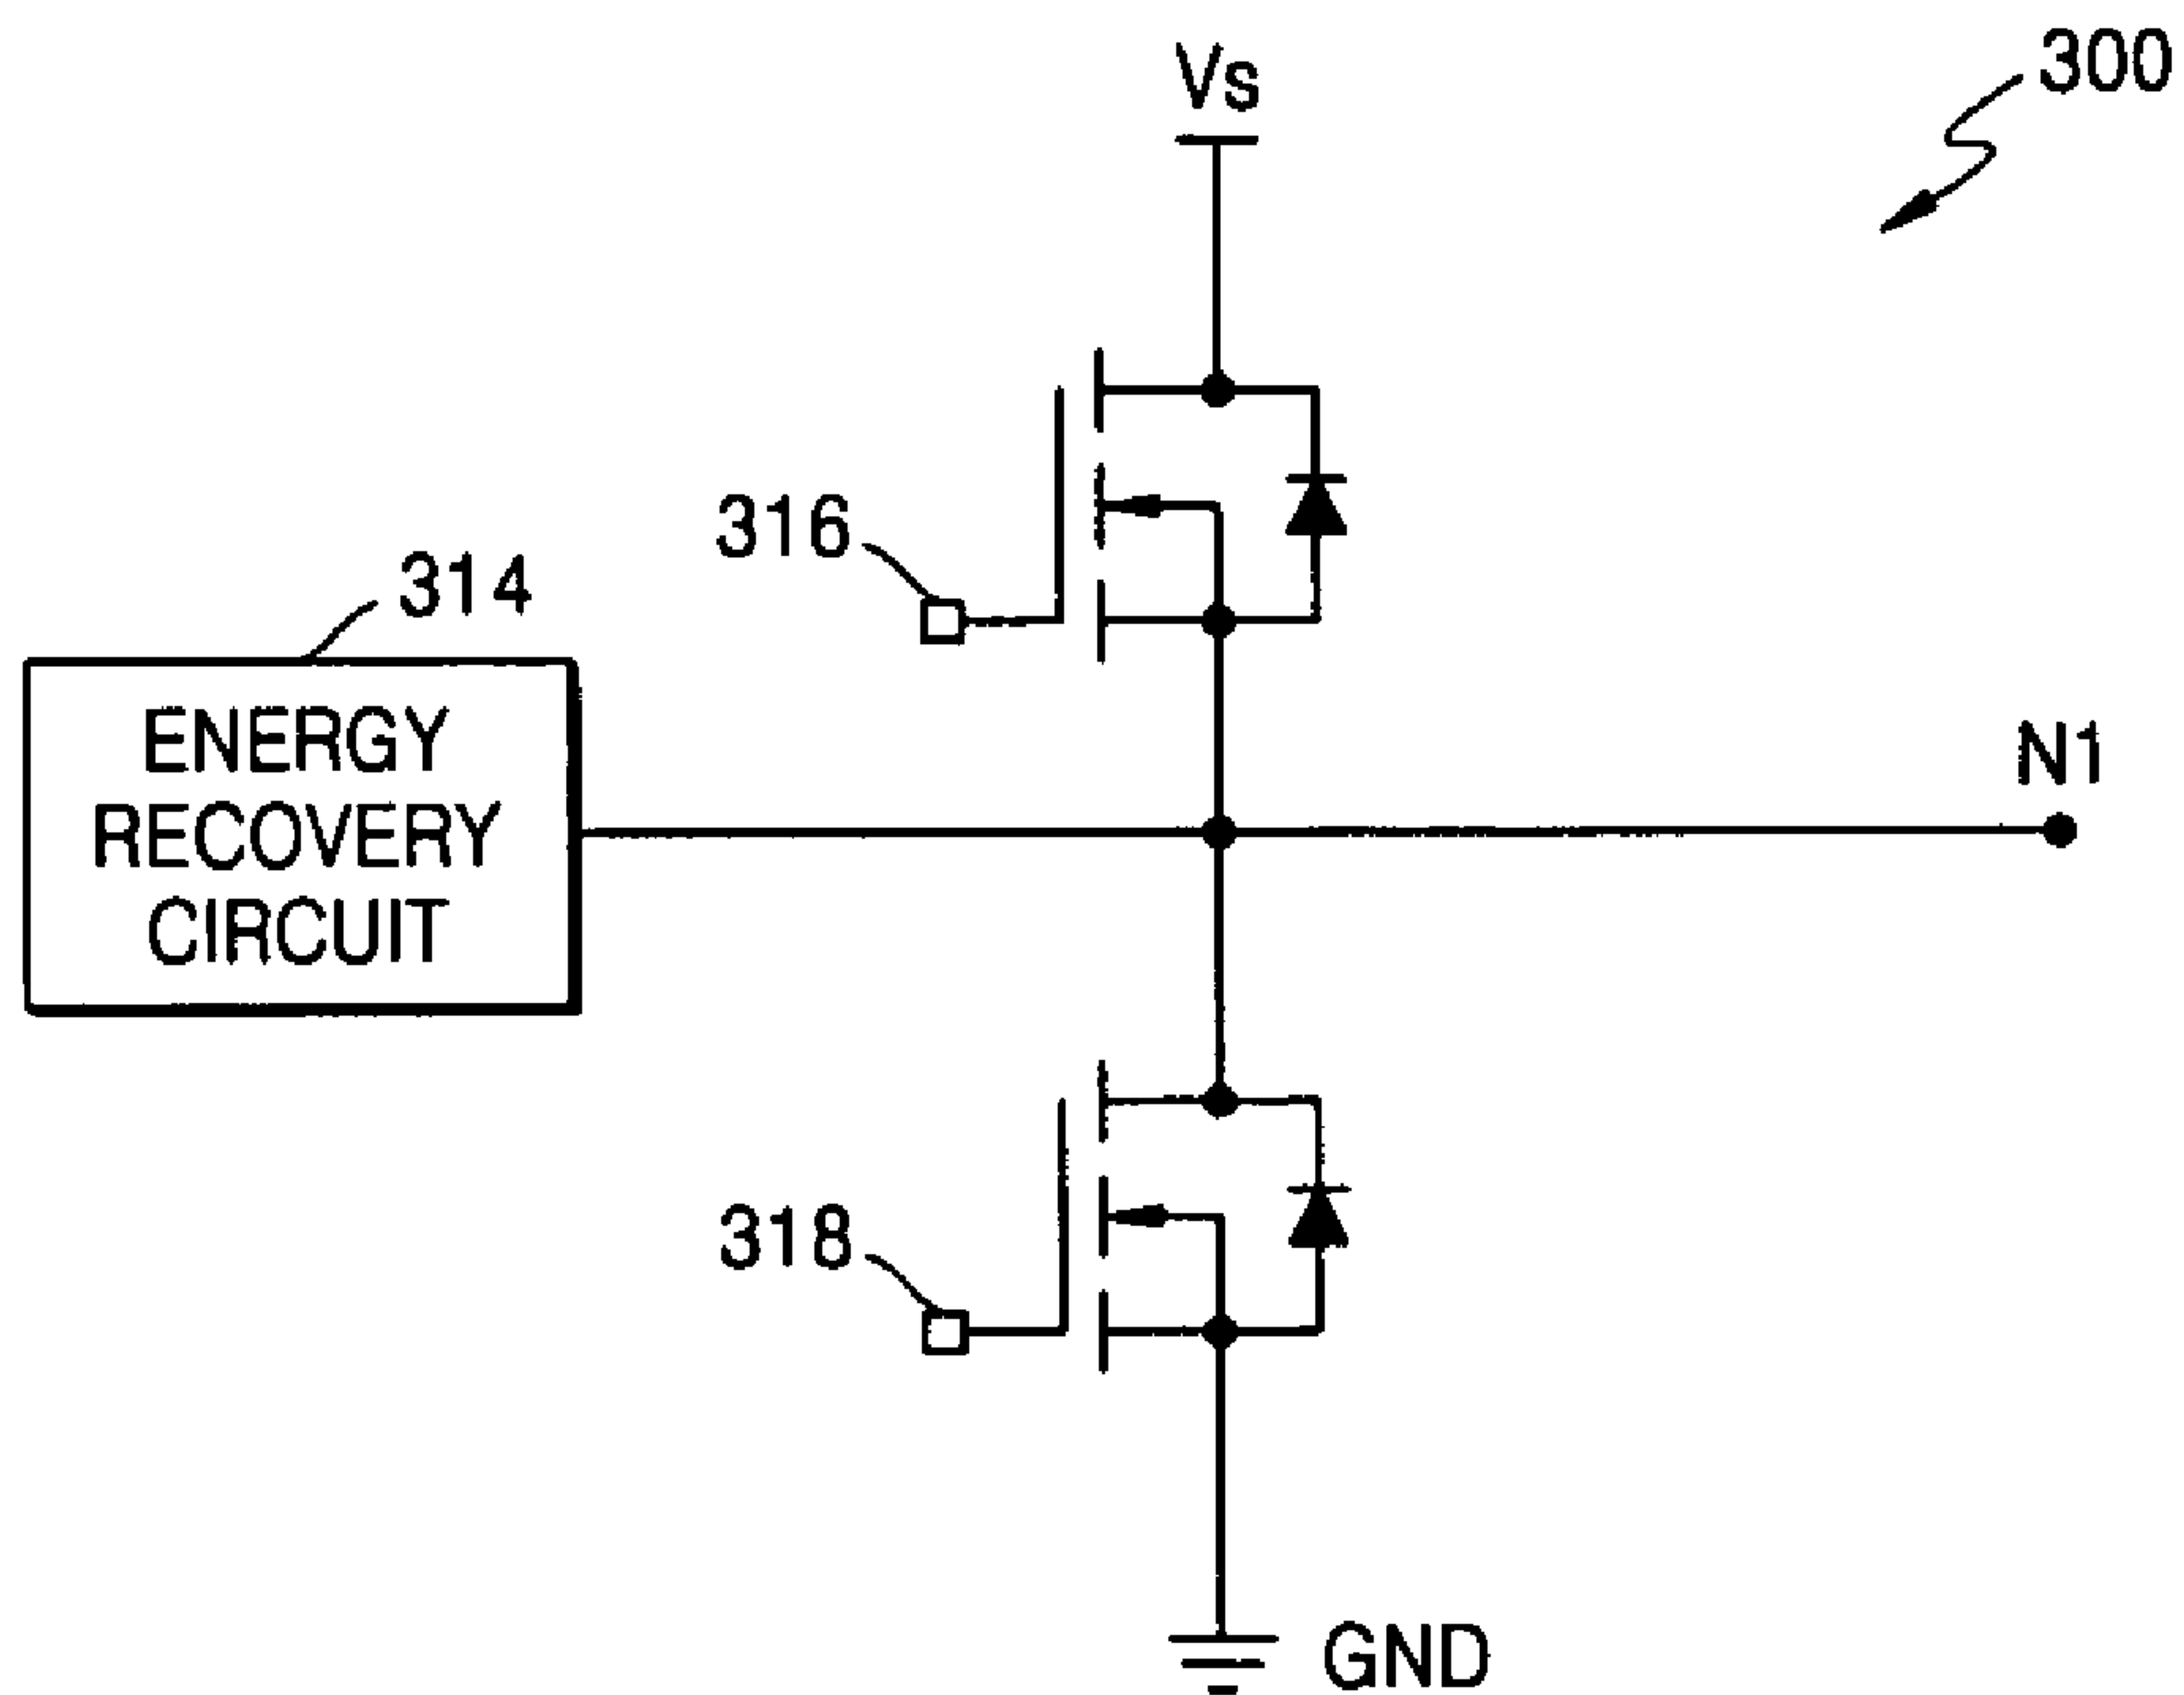 Vs
300
316
314
ENERGY
RECOVERY
CIRCUIT
N1
318
GND